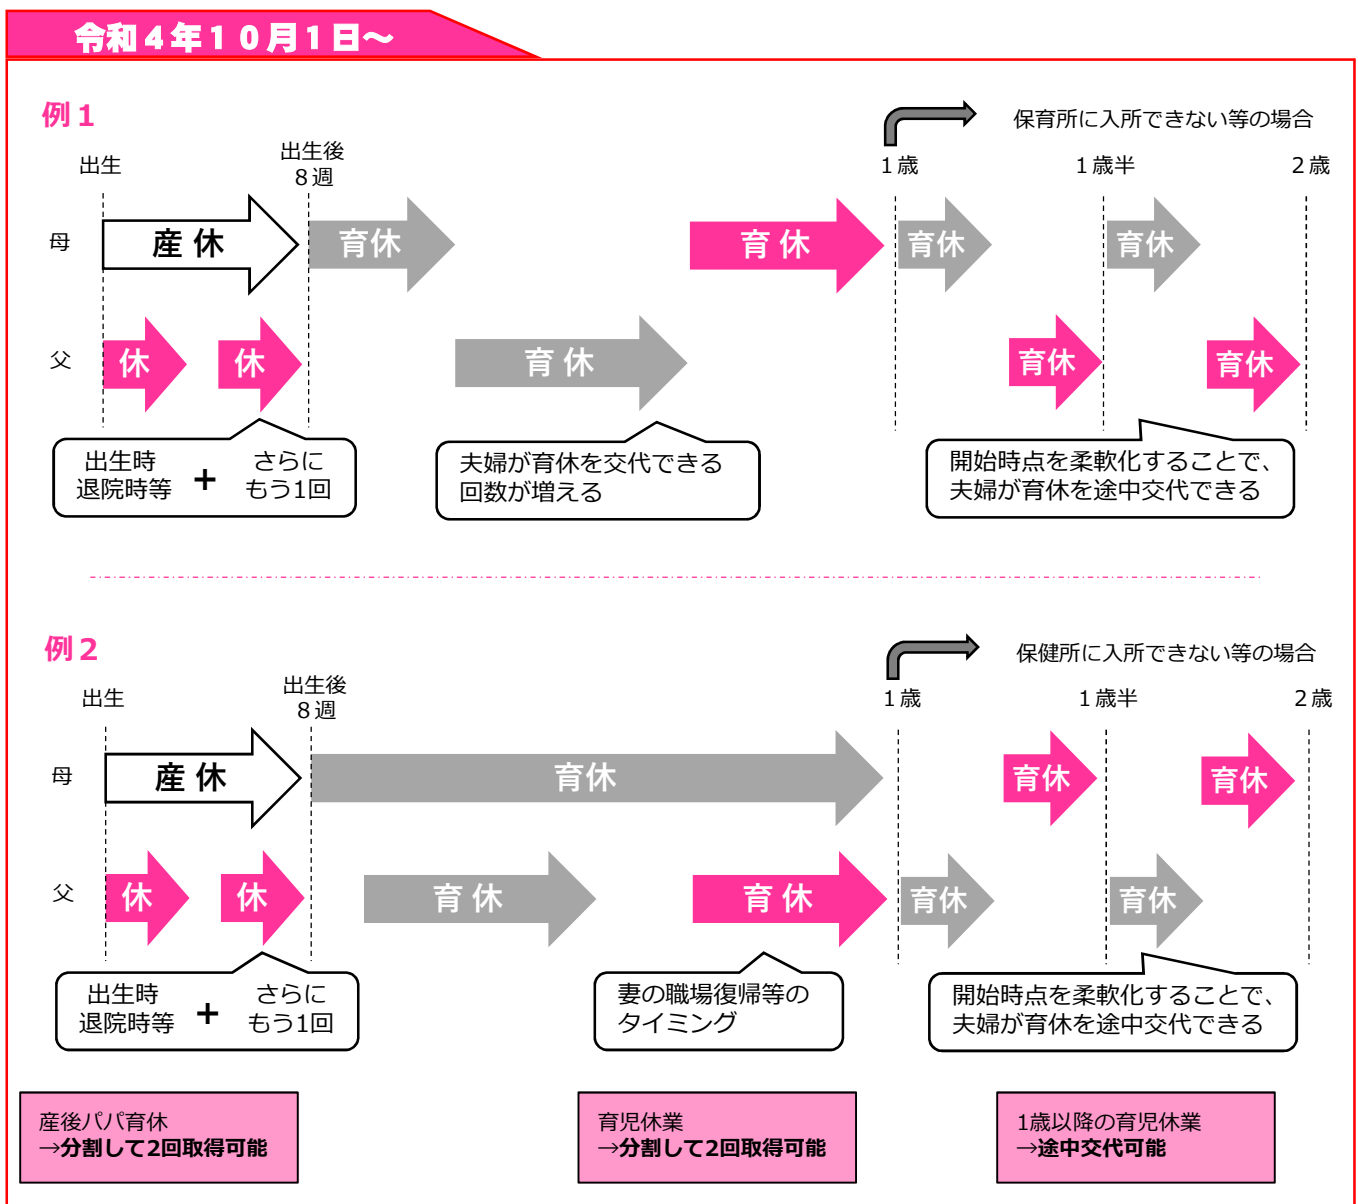 令和４年１０月１日～
例１
保育所に入所できない等の場合
出生
出生後
８週
１歳
１歳半
２歳
母
産 休
育休
育 休
育休
育休
父
休
休
育 休
育休
育休
出生時
退院時等
＋
さらに
もう1回
夫婦が育休を交代できる
回数が増える
開始時点を柔軟化することで、
夫婦が育休を途中交代できる
例２
保健所に入所できない等の場合
出生
出生後
８週
１歳
１歳半
２歳
母
産 休
育休
育休
育休
父
休
休
育 休
育 休
育休
育休
出生時
退院時等
＋
さらに
もう1回
妻の職場復帰等の
タイミング
開始時点を柔軟化することで、
夫婦が育休を途中交代できる
産後パパ育休
→分割して2回取得可能
育児休業
→分割して2回取得可能
1歳以降の育児休業
→途中交代可能